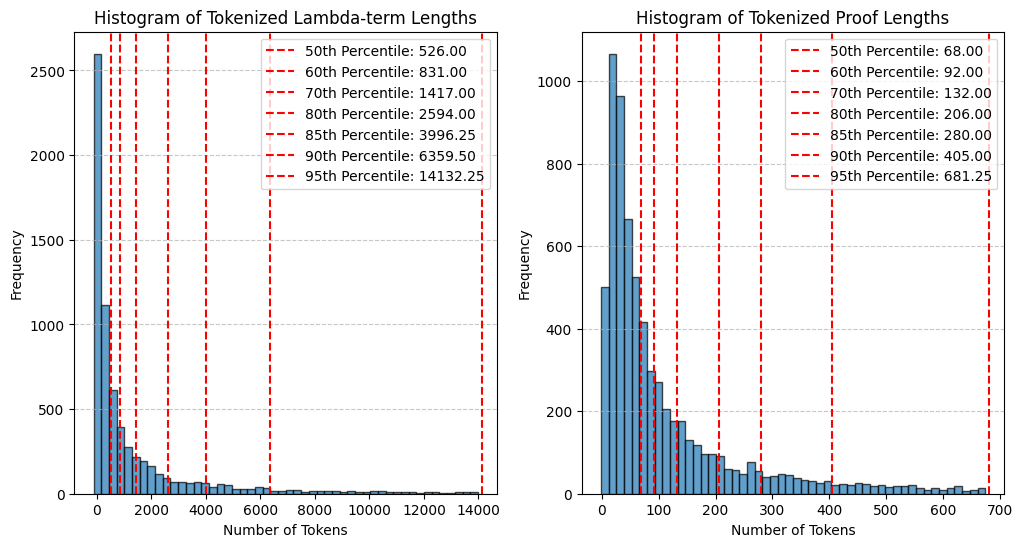 Histogram of Tokenized Lambda-term Lengths
50th Percentile: 526.00
60th Percentile: 831.00
70th Percentile: 1417.00
80th Percentile: 2594.00
85th Percentile: 3996.25
90th Percentile: 6359.50
95th Percentile: 14132.25
Frequency
2500
2000
1500
1000
500
0
0 2000 4000 6000 8000 10000 12000 14000
Number of Tokens
Histogram of Tokenized Proof Lengths
50th Percentile: 68.00
60th Percentile: 92.00
70th Percentile: 132.00
80th Percentile: 206.00
85th Percentile: 280.00
90th Percentile: 405.00
95th Percentile: 681.25
Frequency
1000
800
600
400
200
0
0 100 200 300 400 500 600 700
Number of Tokens